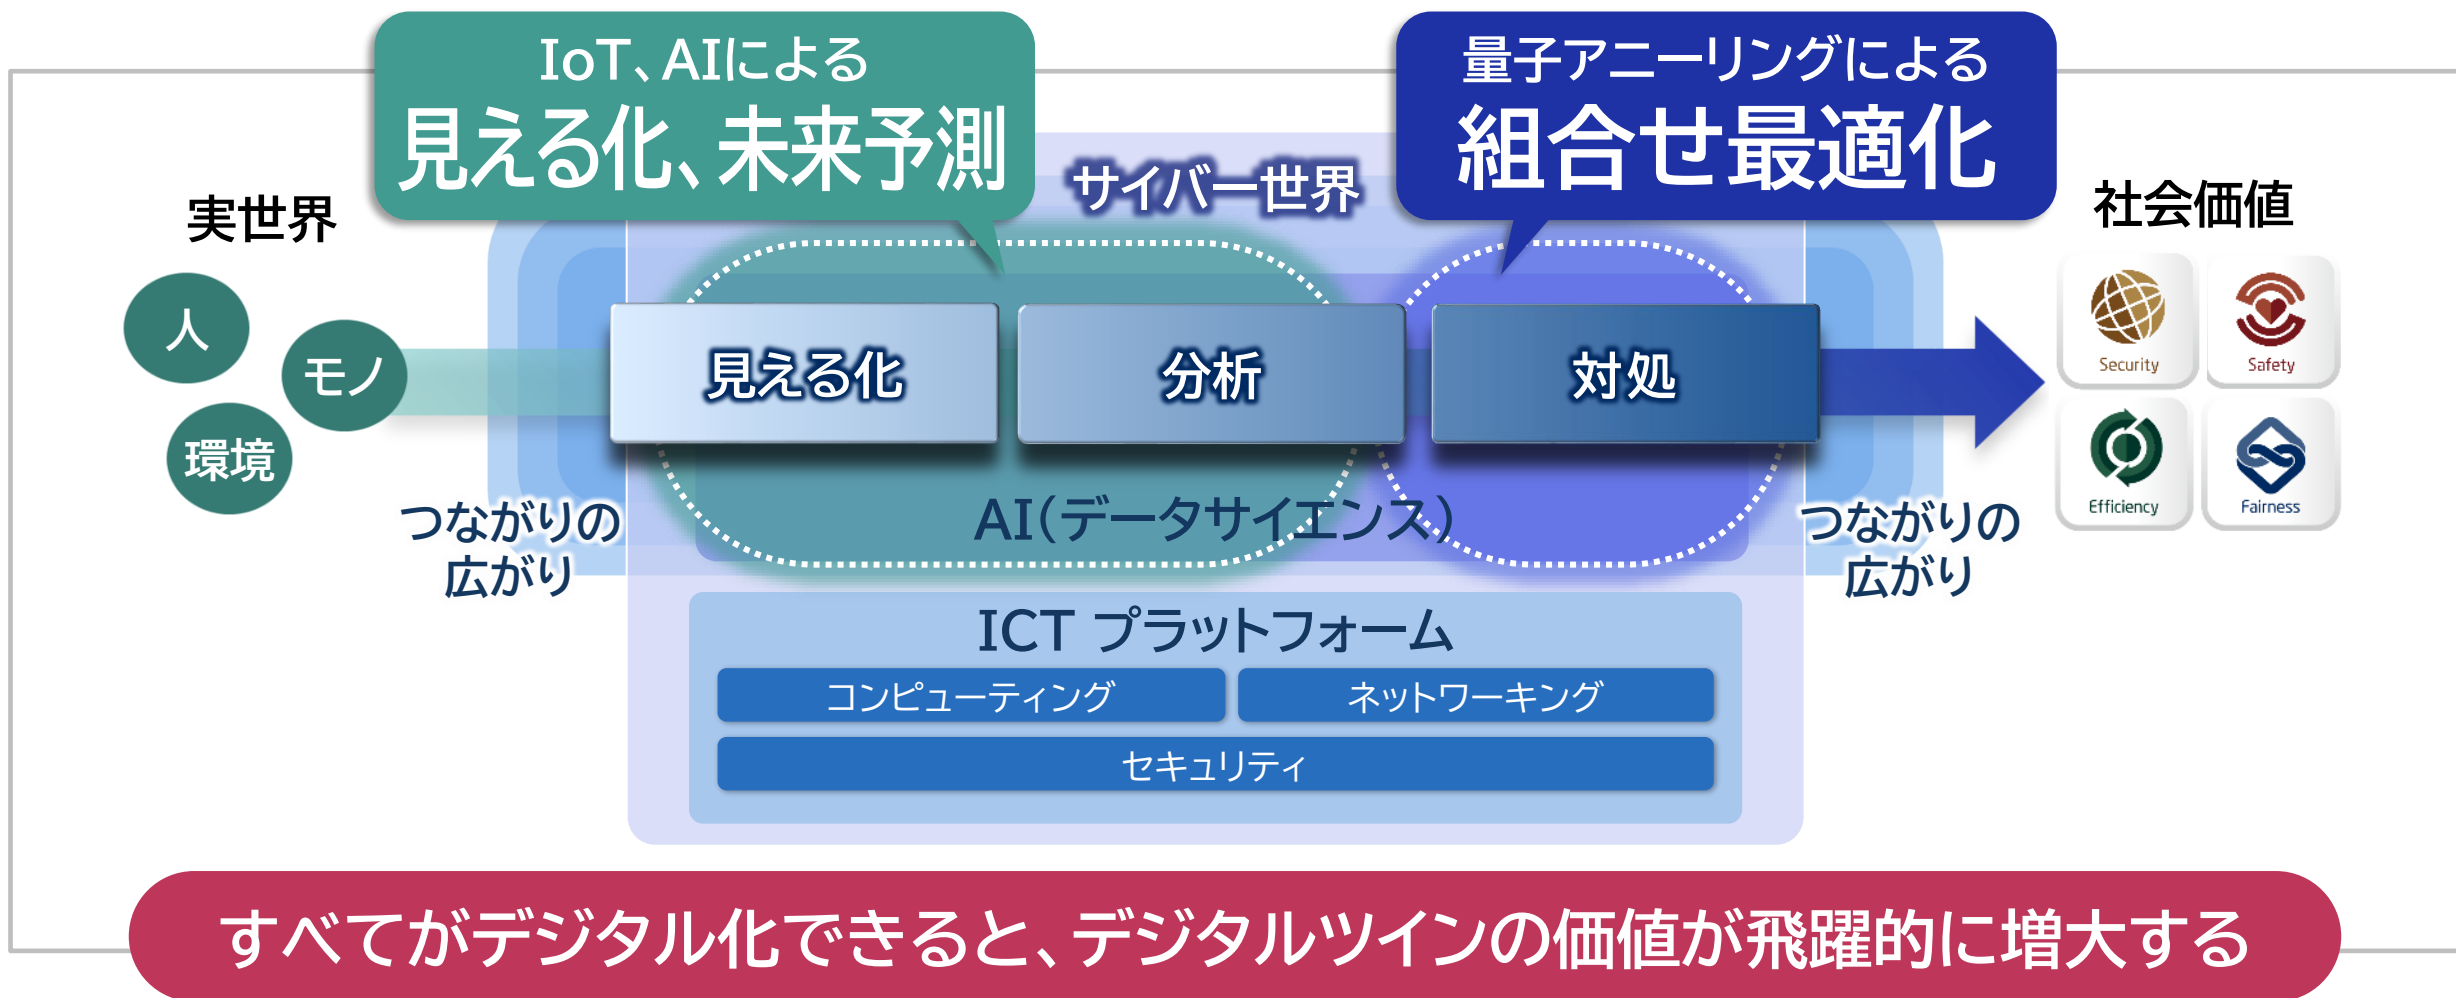 IoT、AIによる
見える化、未来予測
量子アニーリングによる
組合せ最適化
サイバー世界
実世界
社会価値
人
モノ
環境
見える化
分析
対処
Security
Safety
Efficiency
Fairness
つながりの
広がり
AI（データサイエンス）
つながりの
広がり
ICT プラットフォーム
コンピューティング
ネットワーキング
セキュリティ
すべてがデジタル化できると、デジタルツインの価値が飛躍的に増大する